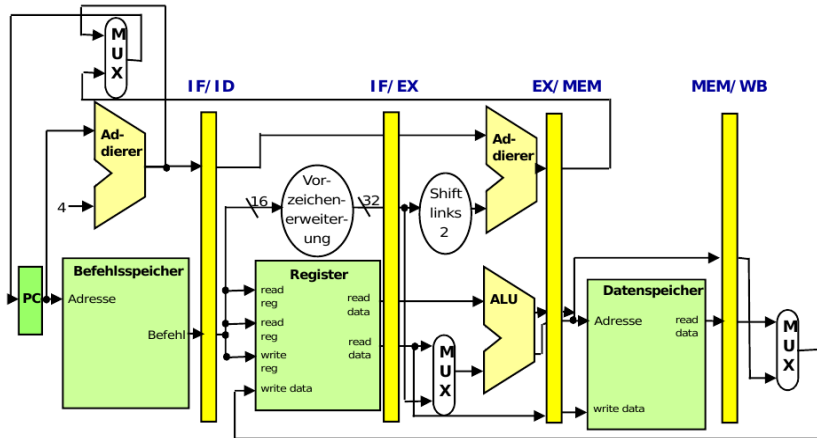 M
U
X
IF/ID
IF/EX
EX/MEM
MEM/WB
Ad-
dierer
4
16
Vor-
zeichen-
erweiter-
ung
32
Shift
links
2
Ad-
dierer
PC
Befehlsspeicher
Adresse
Befehl
Register
read
reg
read
reg
write
reg
write data
read
data
read
data
M
U
X
ALU
Datenspeicher
Adresse
read
data
write data
M
U
X